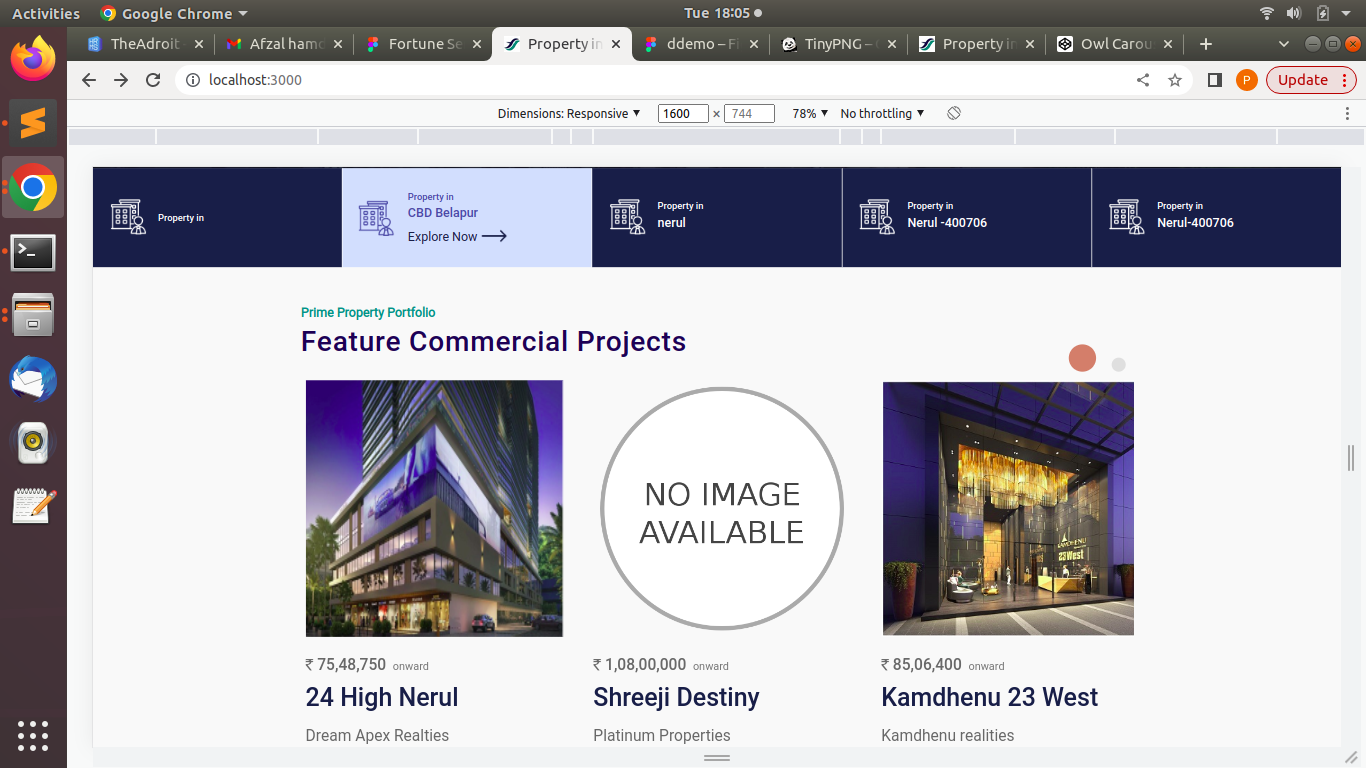 Activities
Google Chrome
Tue 18:05
TheAdroit
Afzal ham
Fortune Se
Property in
ddemo – Fi
TinyPNG –
Property in
Owl Carou
localhost:3000
P
Update
Dimensions: Responsive
1600 × 744
78%
No throttling
Property in
Property in
CBD Belapur
Explore Now
Property in
nerul
Property in
Nerul -400706
Property in
Nerul-400706
Prime Property Portfolio
Feature Commercial Projects
NO IMAGE
AVAILABLE
KAMDHENU
23West
₹ 75,48,750 onward
24 High Nerul
Dream Apex Realties
₹ 1,08,00,000 onward
Shreeji Destiny
Platinum Properties
₹ 85,06,400 onward
Kamdhenu 23 West
Kamdhenu realities